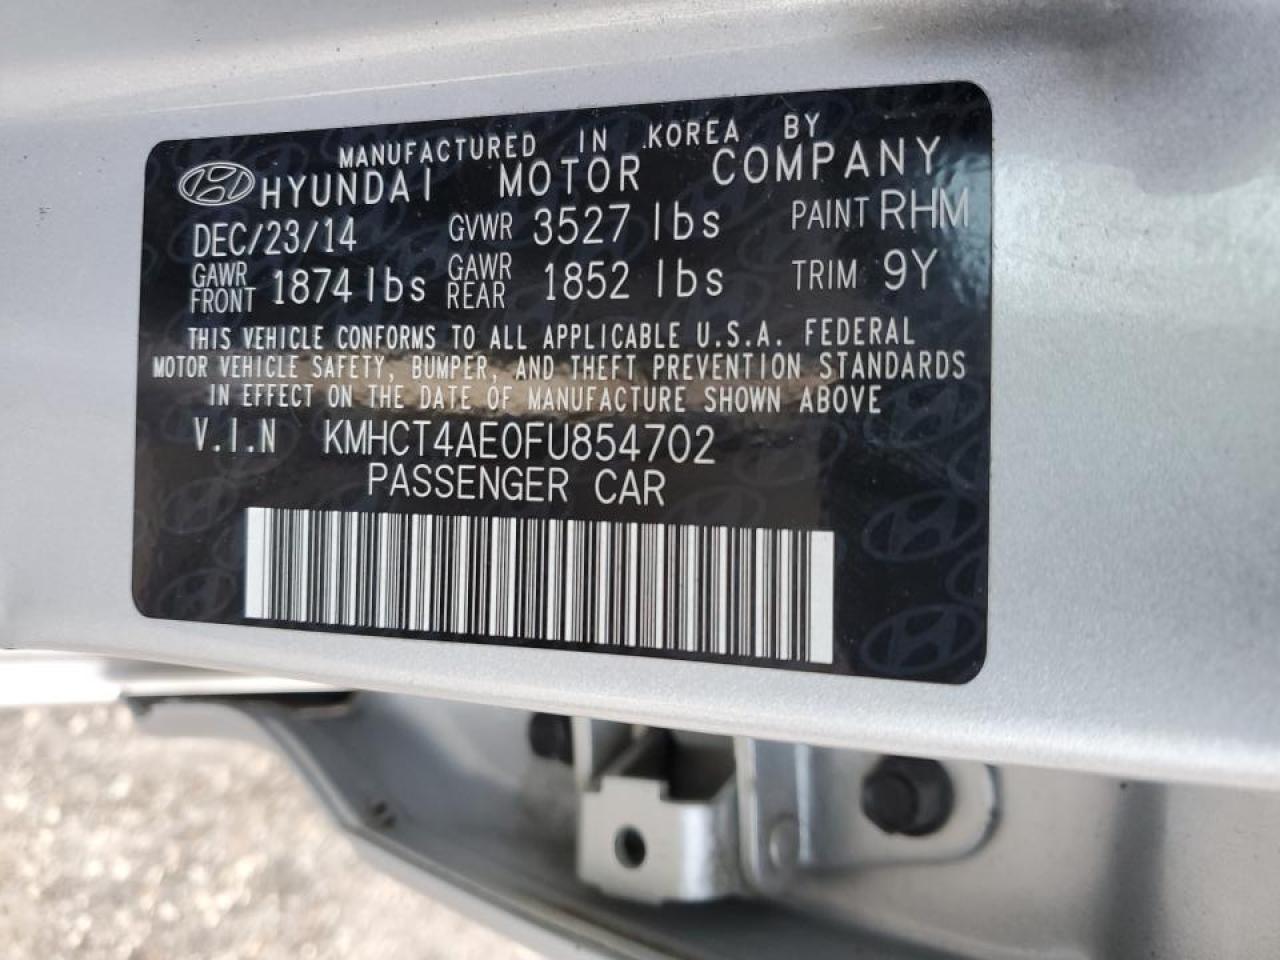 MANUFACTURED IN KOREA BY
HYUNDAI MOTOR COMPANY
DEC/23/14 GVWR 3527 lbs PAINT RHM
GAWR FRONT 1874 lbs GAWR REAR 1852 lbs TRIM 9Y
THIS VEHICLE CONFORMS TO ALL APPLICABLE U.S.A. FEDERAL
MOTOR VEHICLE SAFETY, BUMPER, AND THEFT PREVENTION STANDARDS
IN EFFECT ON THE DATE OF MANUFACTURE SHOWN ABOVE
V.I.N KMHCT4AE0FU854702
PASSENGER CAR